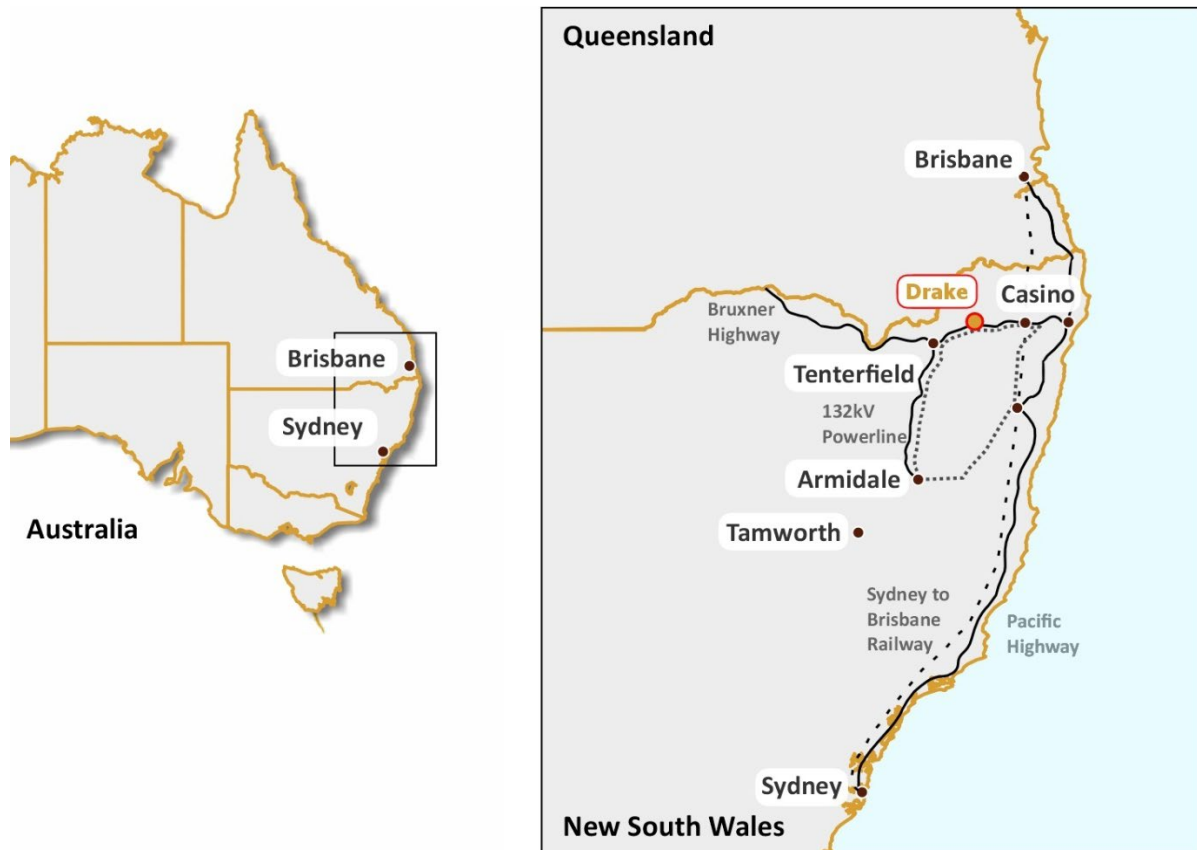 Brisbane
Sydney
Australia
Queensland
Brisbane
Drake
Casino
Bruxner
Highway
Tenterfield
132kV
Powerline
Armidale
Tamworth
Sydney to
Brisbane
Railway
Pacific
Highway
Sydney
New South Wales